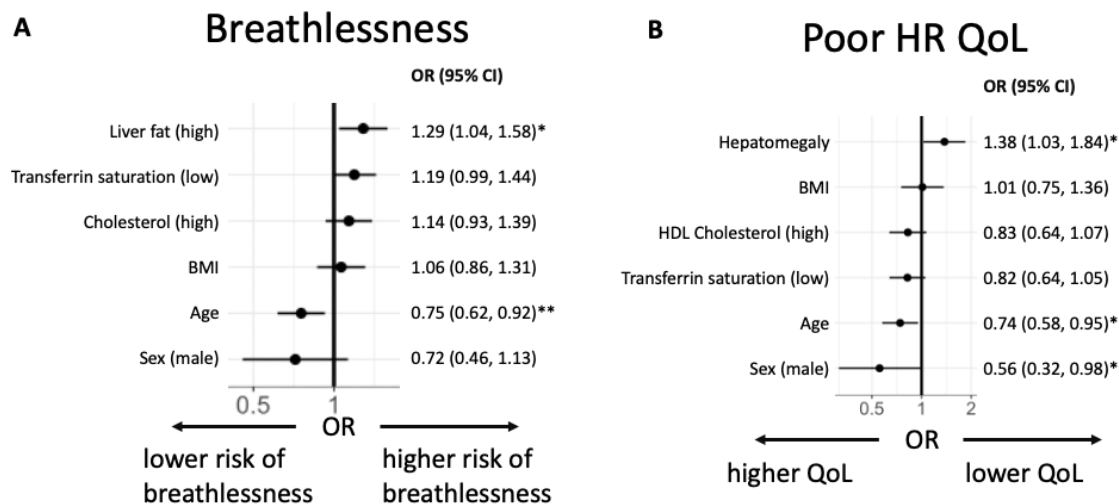 A
Breathlessness
OR (95% CI)
Liver fat (high) 1.29 (1.04, 1.58)*
Transferrin saturation (low) 1.19 (0.99, 1.44)
Cholesterol (high) 1.14 (0.93, 1.39)
BMI 1.06 (0.86, 1.31)
Age 0.75 (0.62, 0.92)**
Sex (male) 0.72 (0.46, 1.13)
0.5 1
OR
lower risk of breathlessness
higher risk of breathlessness
B
Poor HR QoL
OR (95% CI)
Hepatomegaly 1.38 (1.03, 1.84)*
BMI 1.01 (0.75, 1.36)
HDL Cholesterol (high) 0.83 (0.64, 1.07)
Transferrin saturation (low) 0.82 (0.64, 1.05)
Age 0.74 (0.58, 0.95)*
Sex (male) 0.56 (0.32, 0.98)*
0.5 1 2
OR
higher QoL
lower QoL